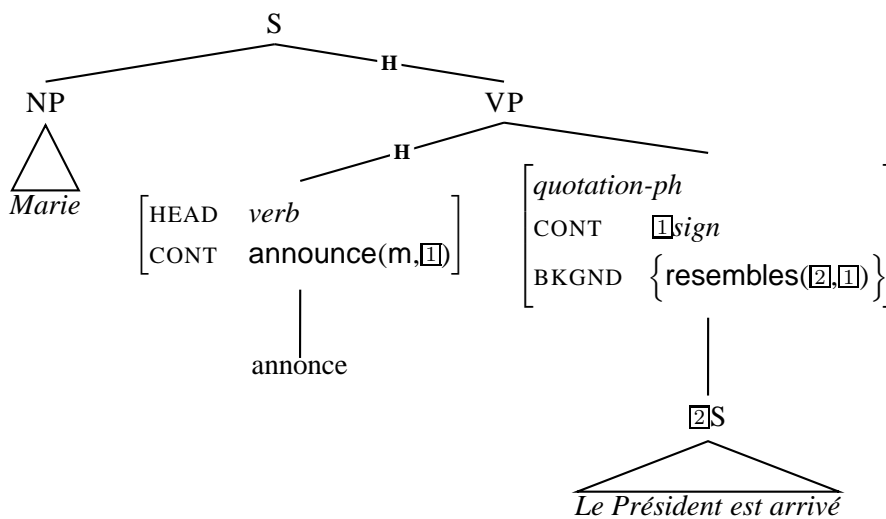 S
H
NP VP
H
Marie
HEAD verb
CONT announce(m,1)
quotation-ph
CONT 1sign
BKGND {resembles(2,1)}
annonce
2S
Le Président est arrivé